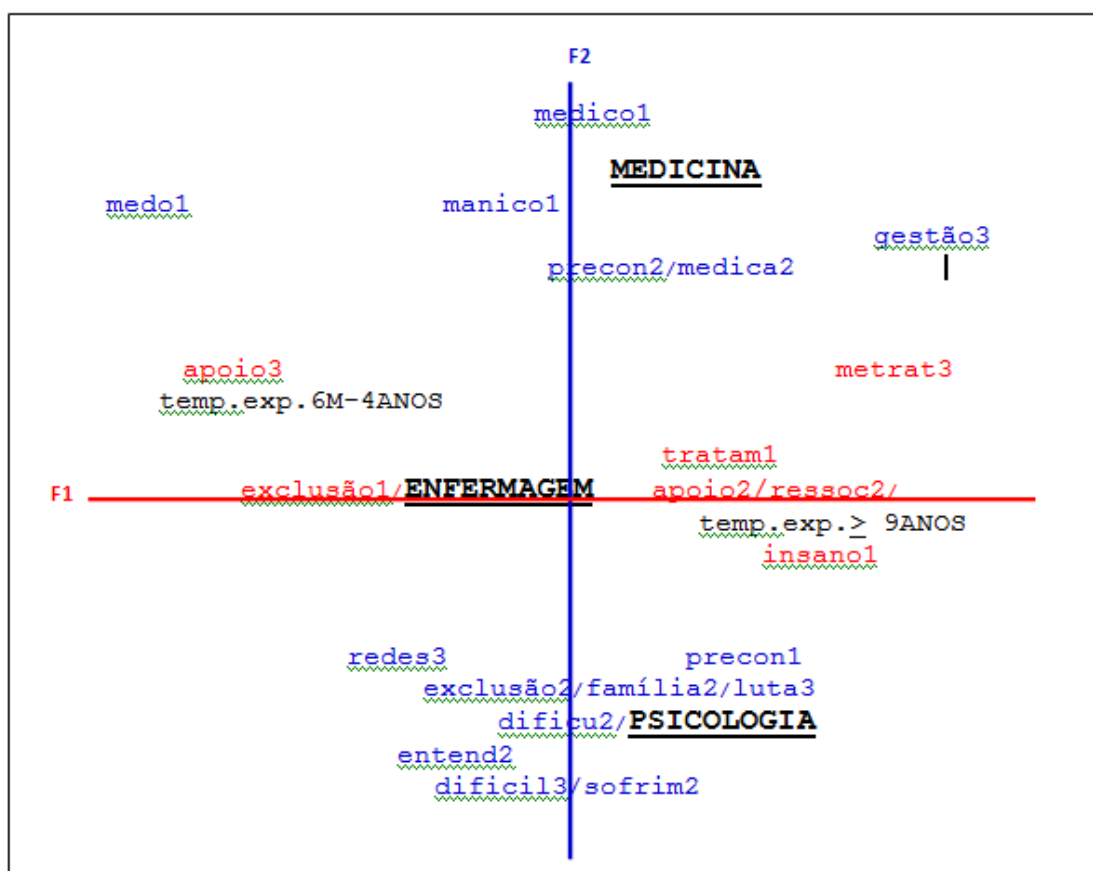 F2
medico1
MEDICINA
medo1 manico1
gestão3
precon2/medica2
apoio3 metrat3
temp.exp.6M-4ANOS
tratam1
F1 exclusão1/ENFERMAGEM apoio2/ressoc2/
temp.exp.≥ 9ANOS
insano1
redes3 precon1
exclusão2/família2/luta3
dificu2/PSICOLOGIA
entend2
dificil3/sofrim2